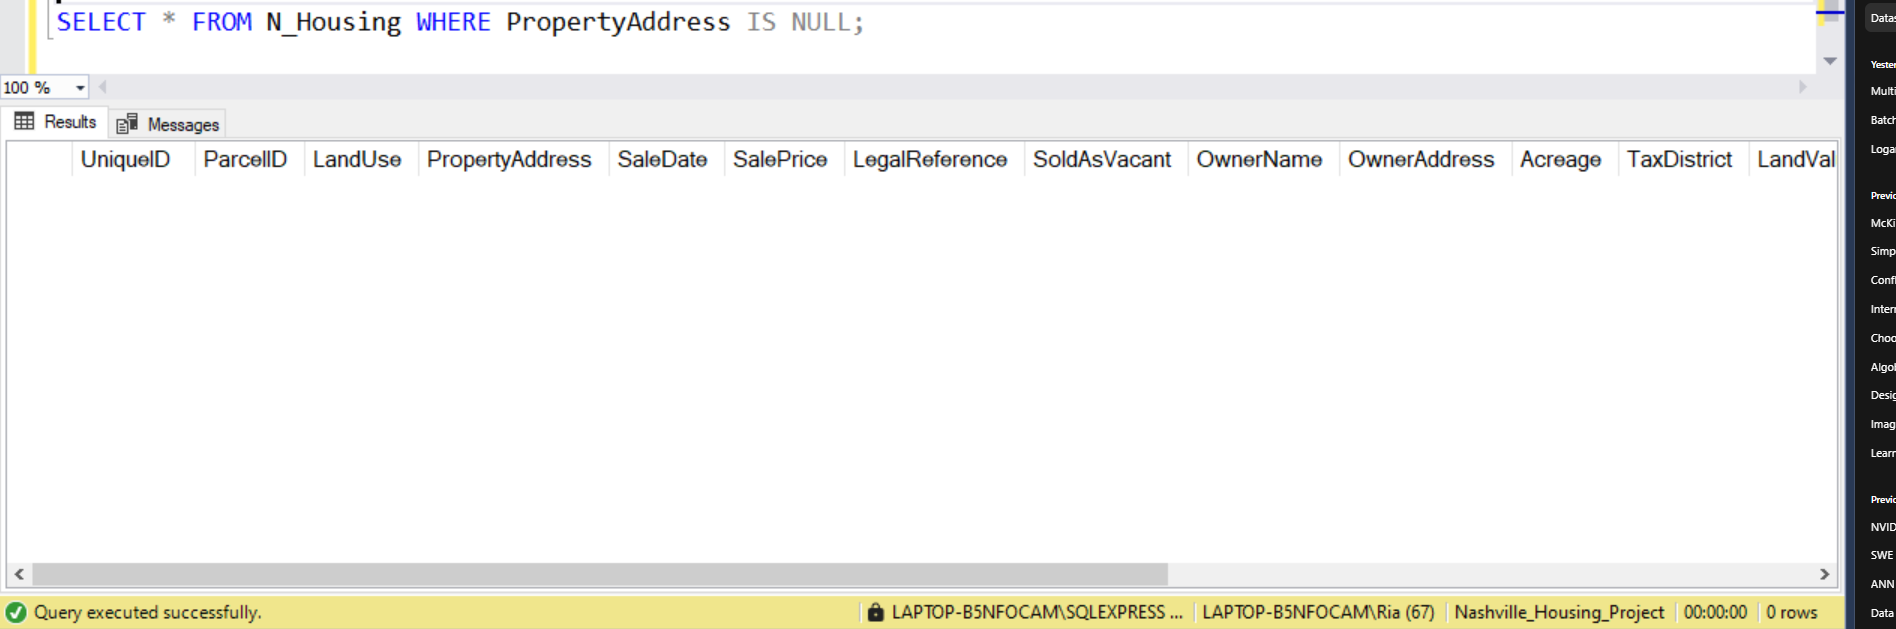 SELECT * FROM N_Housing WHERE PropertyAddress IS NULL;
100 %
Results Messages
UniqueID ParcelID LandUse PropertyAddress SaleDate SalePrice LegalReference SoldAsVacant OwnerName OwnerAddress Acreage TaxDistrict LandVal
Query executed successfully. LAPTOP-B5NFOCAM\SQLEXPRESS ... LAPTOP-B5NFOCAM\Ria (67) Nashville_Housing_Project 00:00:00 0 rows
Datas
Yester
Multi
Batch
Loga
Previo
McKi
Simp
Confl
Inter
Choo
Algo
Desig
Imag
Learn
Previo
NVID
SWE
ANN
Data